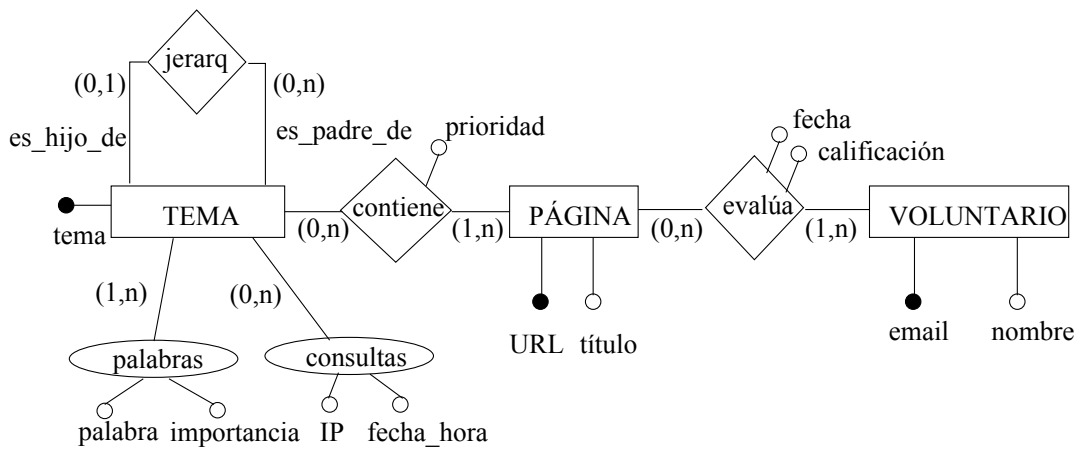 jerarq
(0,1)
(0,n)
es_hijo_de
es_padre_de
prioridad
fecha
calificación
tema
TEMA
(0,n)
contiene
(1,n)
PÁGINA
(0,n)
evalúa
(1,n)
VOLUNTARIO
(1,n)
(0,n)
URL
título
email
nombre
palabras
consultas
palabra
importancia
IP
fecha_hora